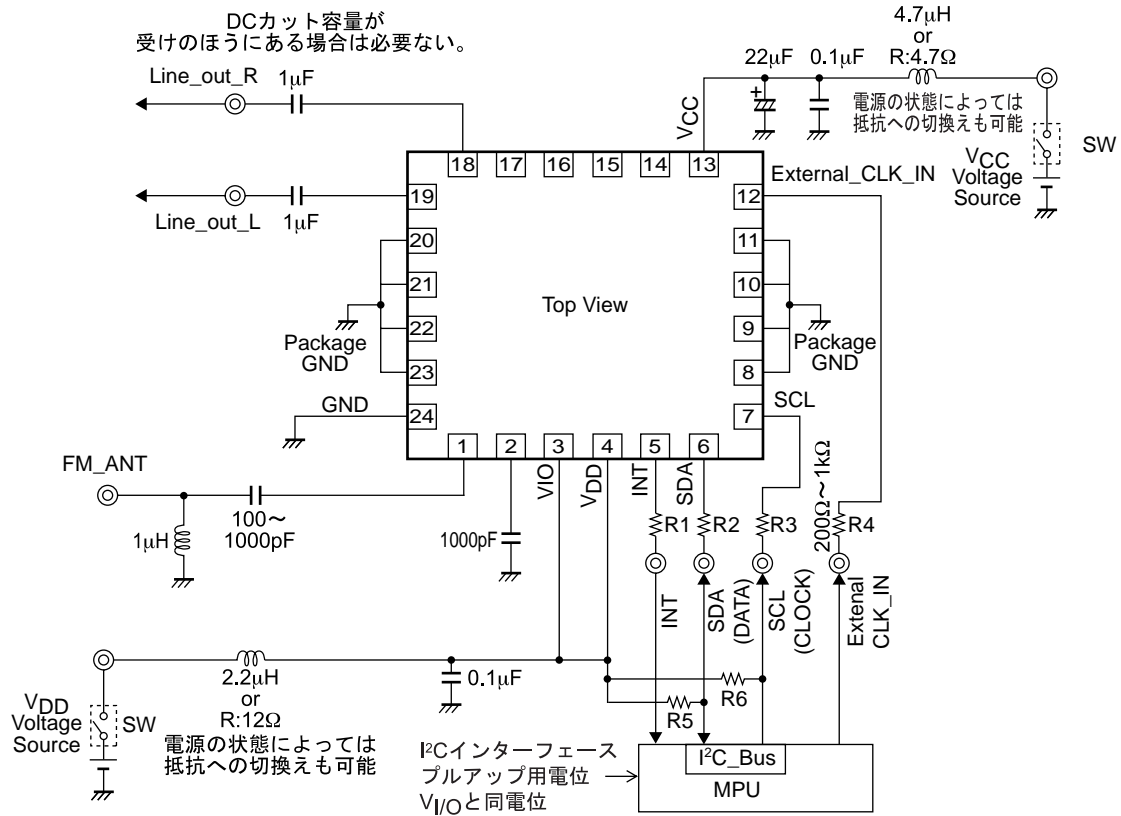 DCカット容量が
受けのほうにある場合は必要ない。
Line_out_R
1μF
Line_out_L
1μF
4.7μH
or
R:4.7Ω
22μF
0.1μF
+
電源の状態によっては
抵抗への切換えも可能
VCC
SW
VCC
Voltage
Source
External_CLK_IN
18 17 16 15 14 13
19
20
21
22
23
24
12
11
10
9
8
7
Top View
Package
GND
Package
GND
GND
SCL
1 2 3 4 5 6
FM_ANT
100～
1000pF
1μH
1000pF
VIO
VDD
INT
SDA
R1
R2
R3
R4
200Ω～1kΩ
INT
SDA
(DATA)
SCL
(CLOCK)
Extenal
CLK_IN
2.2μH
or
R:12Ω
0.1μF
R6
R5
VDD
Voltage
Source
SW
電源の状態によっては
抵抗への切換えも可能
I²Cインターフェース
プルアップ用電位
VI/Oと同電位
I²C_Bus
MPU